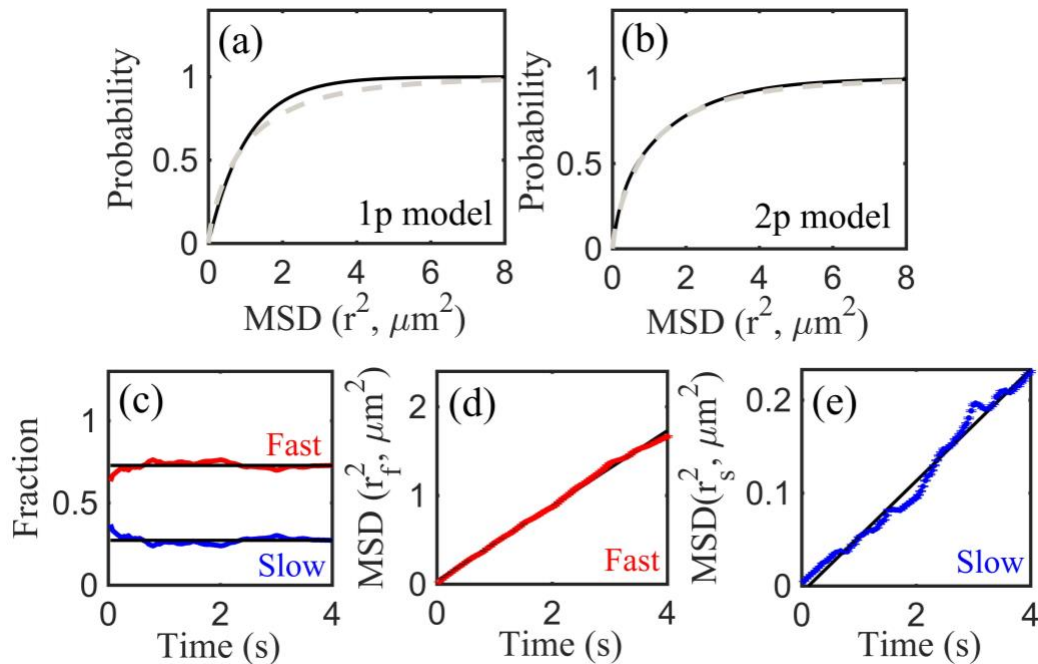 (a)
Probability
1
0.5
0
1p model
0 2 4 6 8
MSD (r², μm²)
(b)
Probability
1
0.5
0
2p model
0 2 4 6 8
MSD (r², μm²)
(c)
Fraction
1
0.5
0
Fast
Slow
0 2 4
Time (s)
(d)
MSD (r_f², μm²)
2
1
0
Fast
0 2 4
Time (s)
(e)
MSD(r_s², μm²)
0.2
0.1
0
Slow
0 1 2 3 4
Time (s)